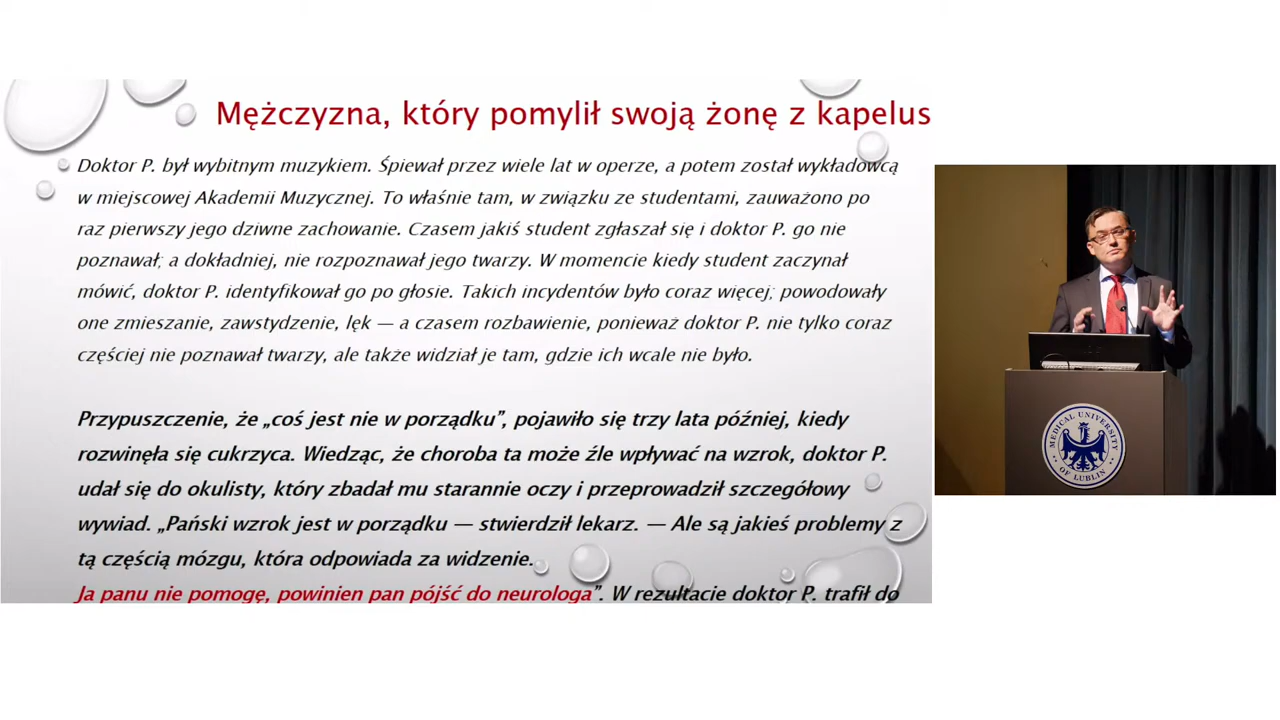 Mężczyzna, który pomylił swoją żonę z kapelus
Doktor P. był wybitnym muzykiem. Śpiewał przez wiele lat w operze, a potem został wykładowcą
w miejscowej Akademii Muzycznej. To właśnie tam, w związku ze studentami, zauważono po
raz pierwszy jego dziwne zachowanie. Czasem jakiś student zgłaszał się i doktor P. go nie
poznawał; a dokładniej, nie rozpoznawał jego twarzy. W momencie kiedy student zaczynał
mówić, doktor P. identyfikował go po głosie. Takich incydentów było coraz więcej; powodowały
one zmieszanie, zawstydzenie, lęk — a czasem rozbawienie, ponieważ doktor P. nie tylko coraz
częściej nie poznawał twarzy, ale także widział je tam, gdzie ich wcale nie było.
Przypuszczenie, że „coś jest nie w porządku”, pojawiło się trzy lata później, kiedy
rozwinęła się cukrzyca. Wiedząc, że choroba ta może źle wpływać na wzrok, doktor P.
udał się do okulisty, który zbadał mu starannie oczy i przeprowadził szczegółowy
wywiad. „Pański wzrok jest w porządku — stwierdził lekarz. — Ale są jakieś problemy z
tą częścią mózgu, która odpowiada za widzenie.
Ja panu nie pomogę, powinien pan pójść do neurologa”. W rezultacie doktor P. trafił do
MEDICAL UNIVERSITY
OF LUBLIN